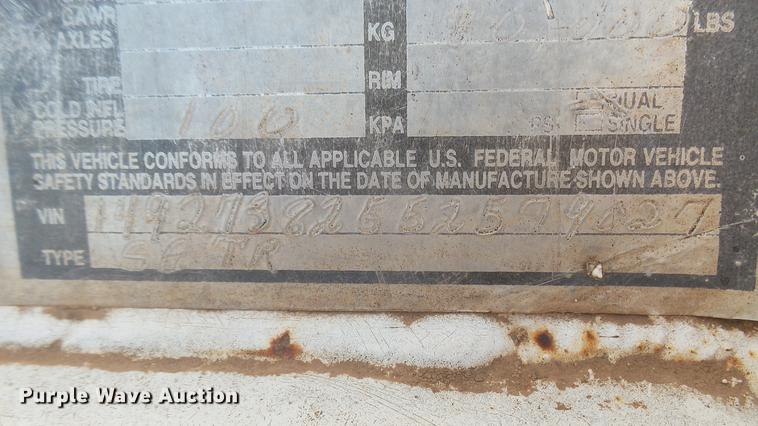 GAWR
AXLES KG LBS
TIRE RIM
COLD INFL DUAL
PRESSURE 100 KPA PSI SINGLE
THIS VEHICLE CONFORMS TO ALL APPLICABLE U.S. FEDERAL MOTOR VEHICLE
SAFETY STANDARDS IN EFFECT ON THE DATE OF MANUFACTURE SHOWN ABOVE.
VIN
TYPE TR
Purple Wave Auction